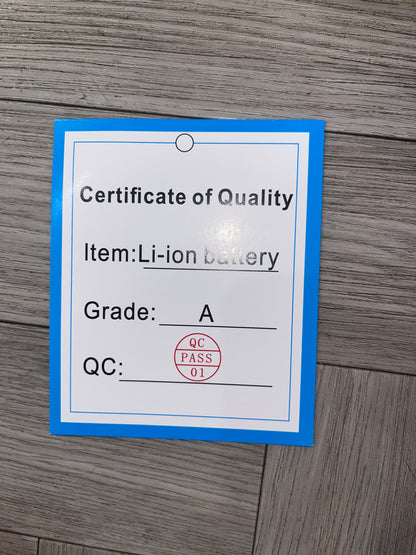 Certificate of Quality
Item:Li-ion battery
Grade: A
QC:
QC
PASS
01